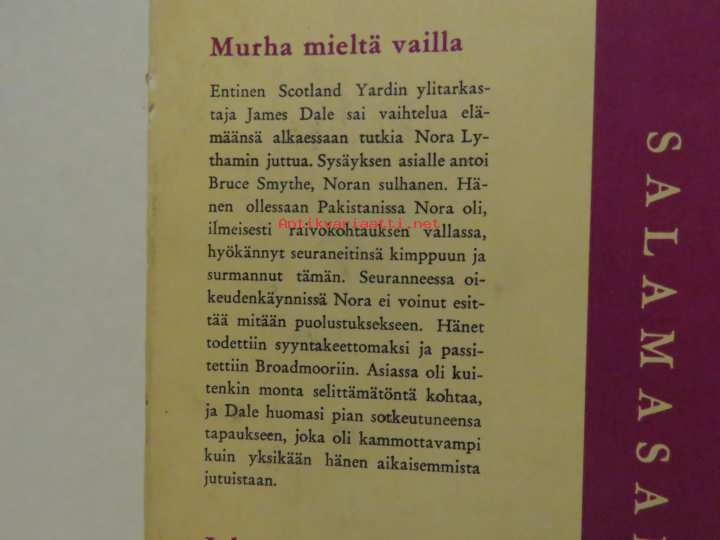 Murha mieltä vailla
Entinen Scotland Yardin ylitarkas-
taja James Dale sai vaihtelua elä-
määnsä alkaessaan tutkia Nora Ly-
thamin juttua. Sysäyksen asialle antoi
Bruce Smythe, Noran sulhanen. Hä-
nen ollessaan Pakistanissa Nora oli,
Antikvariaatti.net
ilmeisesti raivokohtauksen vallassa,
hyökännyt seuraneitinsä kimppuun ja
surmannut tämän. Seuranneessa oi-
keudenkäynnissä Nora ei voinut esit-
tää mitään puolustuksekseen. Hänet
todettiin syyntakeettomaksi ja passi-
tettiin Broadmooriin. Asiassa oli kui-
tenkin monta selittämätöntä kohtaa,
ja Dale huomasi pian sotkeutuneensa
tapaukseen, joka oli kammottavampi
kuin yksikään hänen aikaisemmista
jutuistaan.
SALAMASA